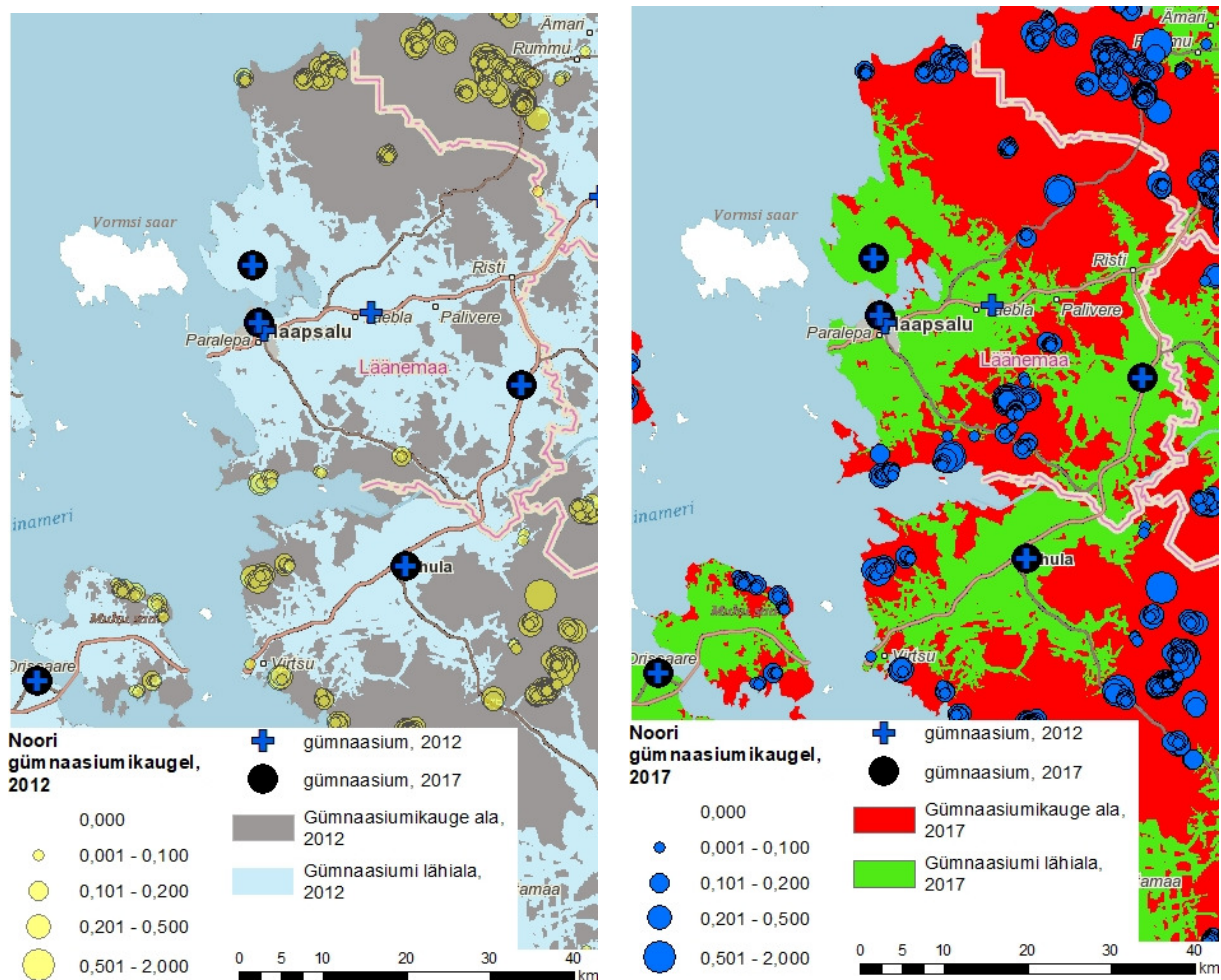 Ämari
Rummu
Vormsi saar
Risti
Palivere
Haapsalu
Paralepa
Läänemaa
inameri
hula
Virtsu
Noori
gümnaasiumikaugel,
2012
0,000
0,001 - 0,100
0,101 - 0,200
0,201 - 0,500
0,501 - 2,000
gümnaasium, 2012
gümnaasium, 2017
Gümnaasiumikauge ala,
2012
Gümnaasiumi lähiala,
2012
tamaa
0 5 10 20 30 40
km
Ämari
Vormsi saar
Risti
Palivere
Haapsalu
Paralepa
Läänemaa
inameri
hula
Virtsu
Noori
gümnaasiumikaugel,
2017
0,000
0,001 - 0,100
0,101 - 0,200
0,201 - 0,500
0,501 - 2,000
gümnaasium, 2012
gümnaasium, 2017
Gümnaasiumikauge ala,
2017
Gümnaasiumi lähiala,
2017
tamaa
0 5 10 20 30 40
km